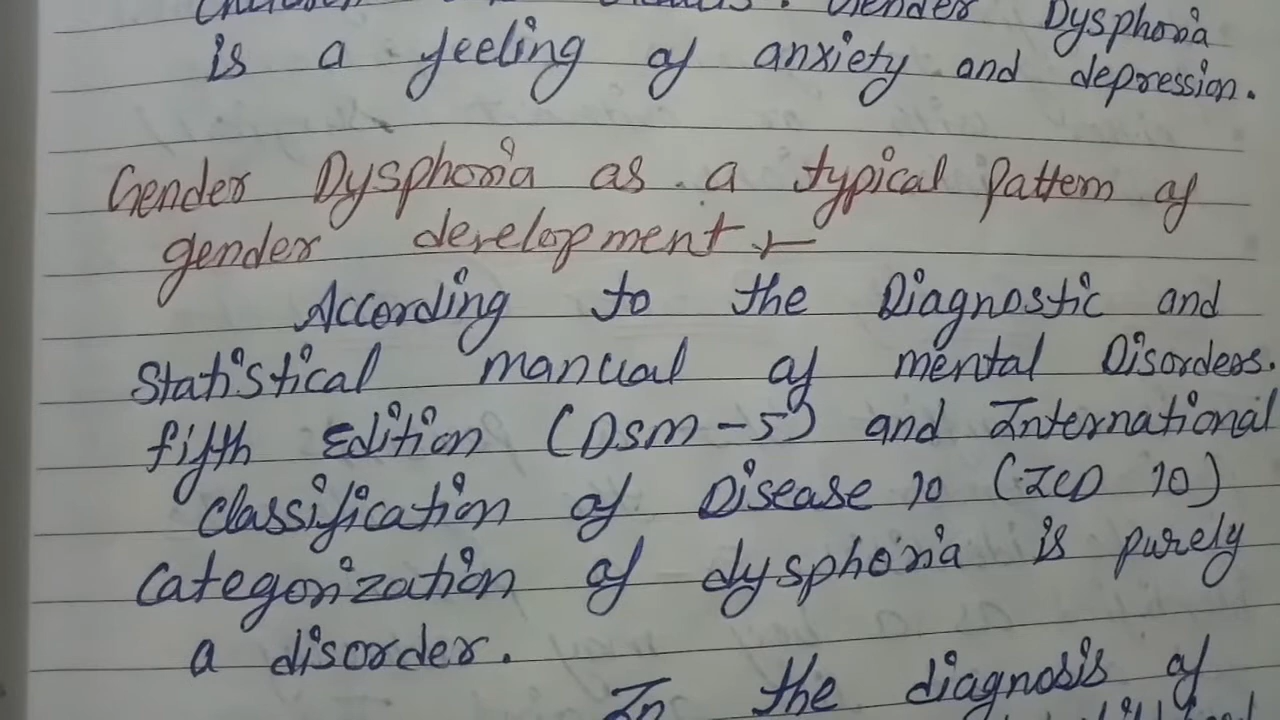 Gender Dysphoria
is a feeling of anxiety and depression.
Gender Dysphoria as a typical pattern of
gender development :-
According to the Diagnostic and
Statistical manual of mental Disorders.
fifth Edition (DSM-5) and International
Classification of Disease 10 (ICD 10)
Categorization of dysphoria is purely
a disorder.
In the diagnosis of